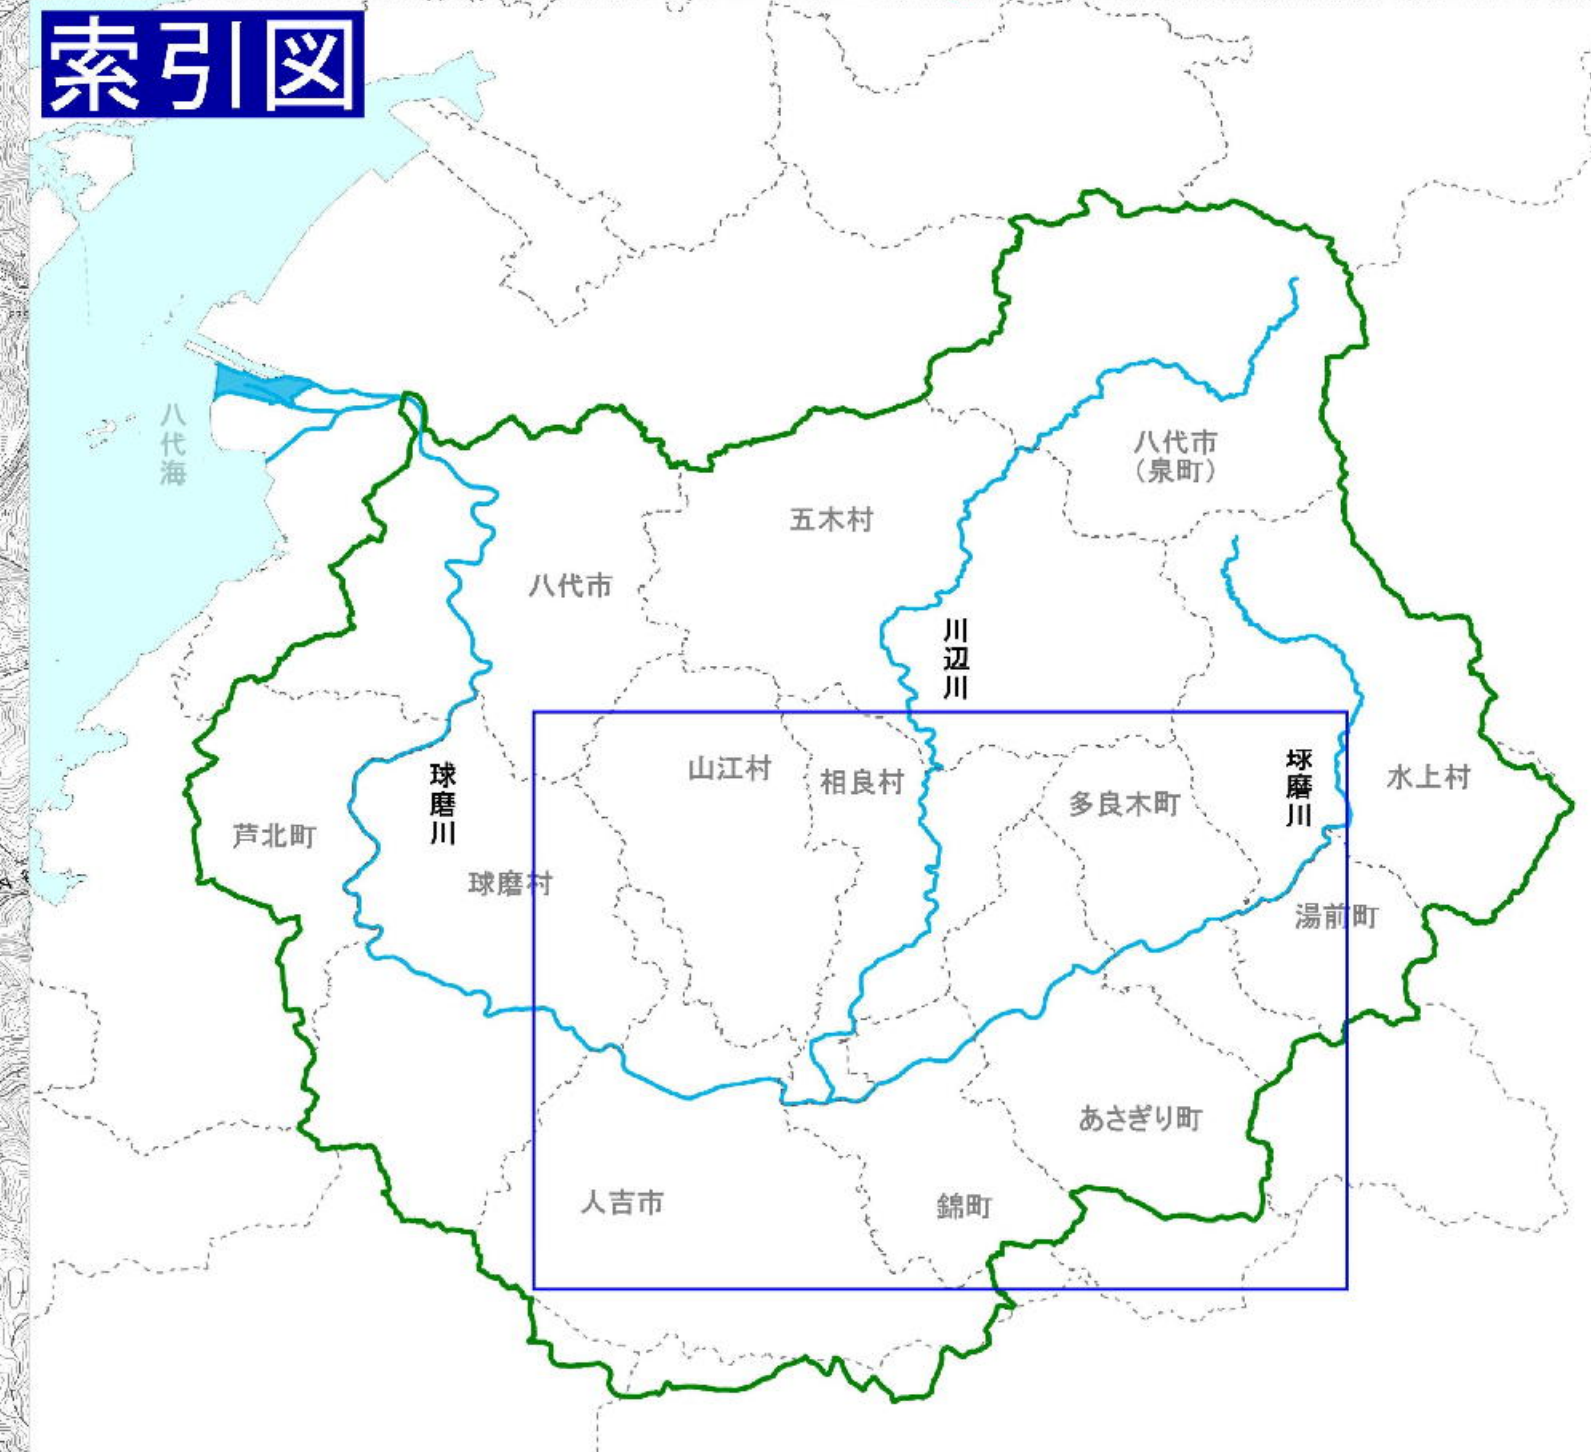 索引図
八代海
八代市
(泉町)
五木村
八代市
川辺川
山江村
相良村
多良木町
球磨川
水上村
球磨川
芦北町
球磨村
湯前町
あさぎり町
人吉市
錦町